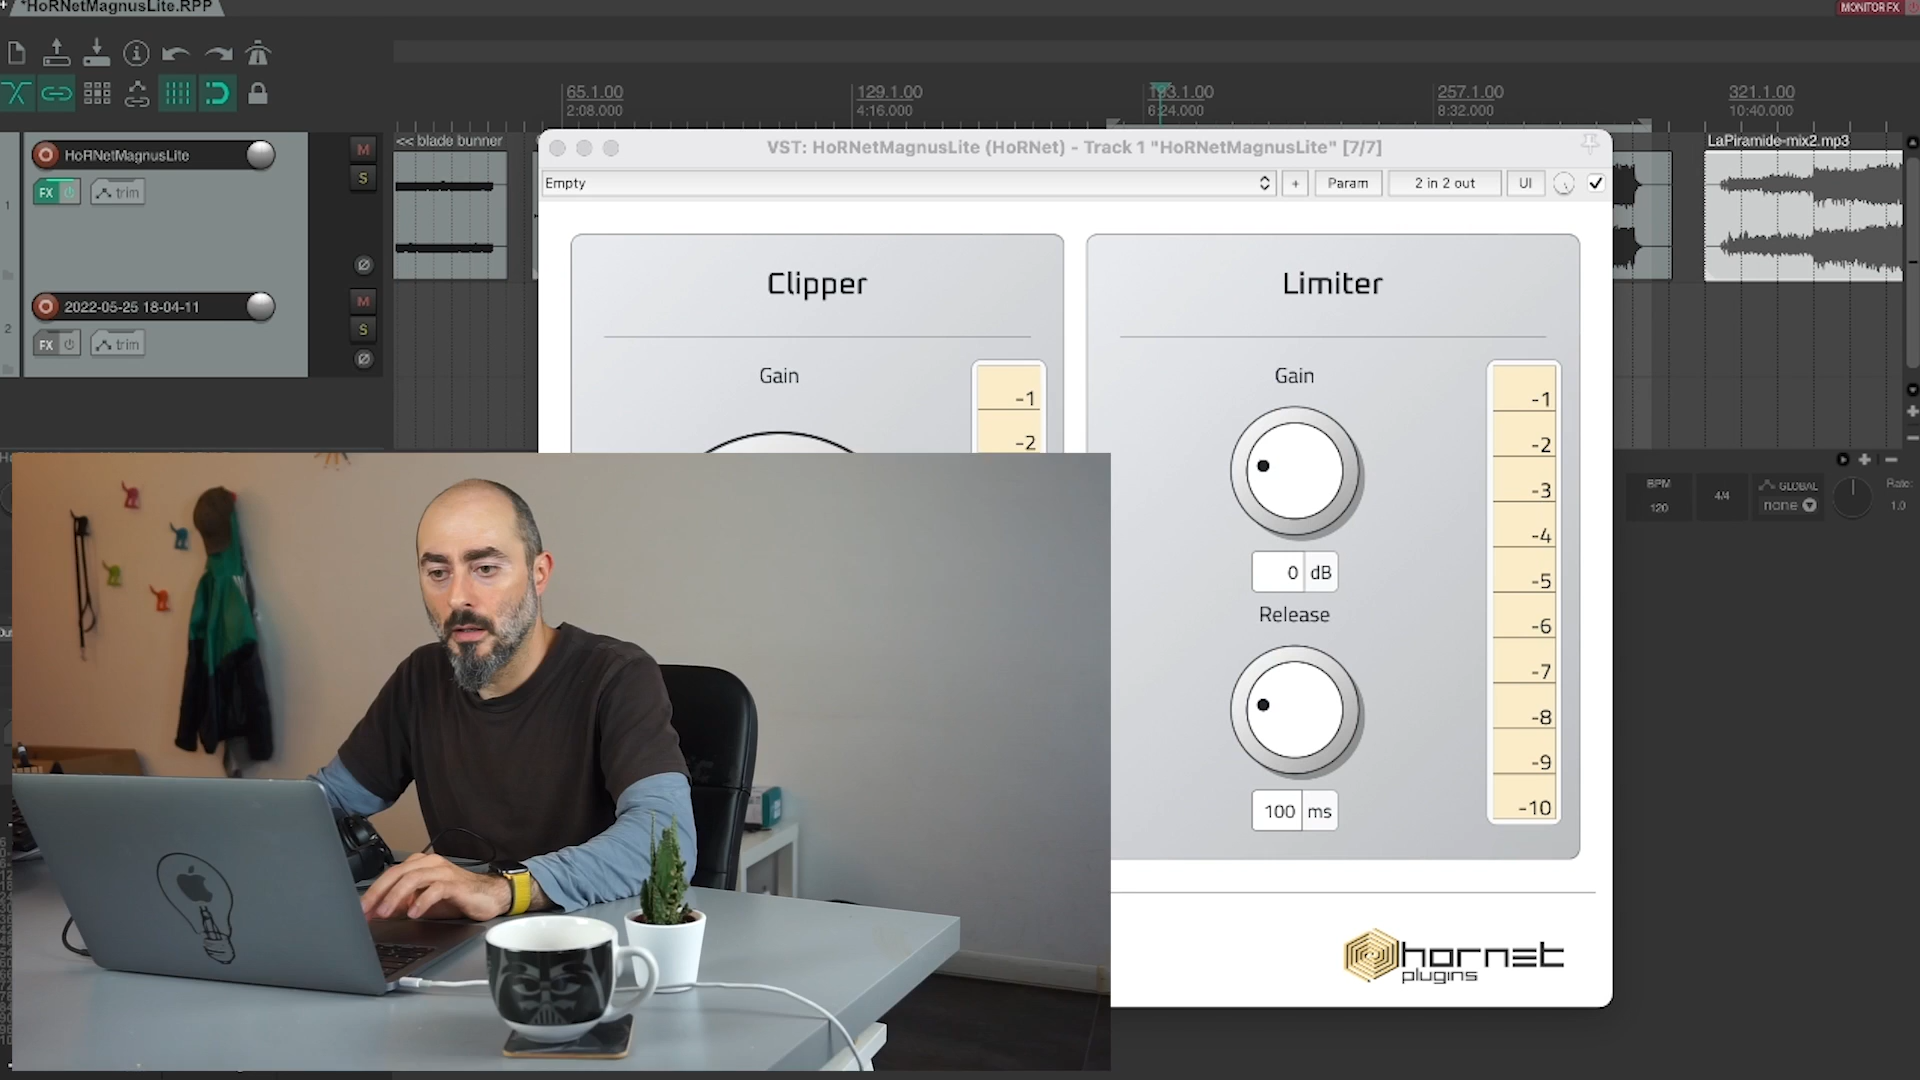 *HoRNetMagnusLite.RPP
MONITOR FX
65.1.00
2:08.000
129.1.00
4:16.000
193.1.00
6:24.000
257.1.00
8:32.000
321.1.00
10:40.000
HoRNetMagnusLite
M
S
FX
trim
1
2022-05-25 18-04-11
M
S
FX
trim
2
<< blade bunner
LaPiramide-mix2.mp3
VST: HoRNetMagnusLite (HoRNet) - Track 1 "HoRNetMagnusLite" [7/7]
Empty
+
Param
2 in 2 out
UI
Clipper
Gain
-1
-2
Limiter
Gain
0 dB
Release
100 ms
-1
-2
-3
-4
-5
-6
-7
-8
-9
-10
hornet
plugins
BPM
120
4/4
GLOBAL
none
Rate:
1.0